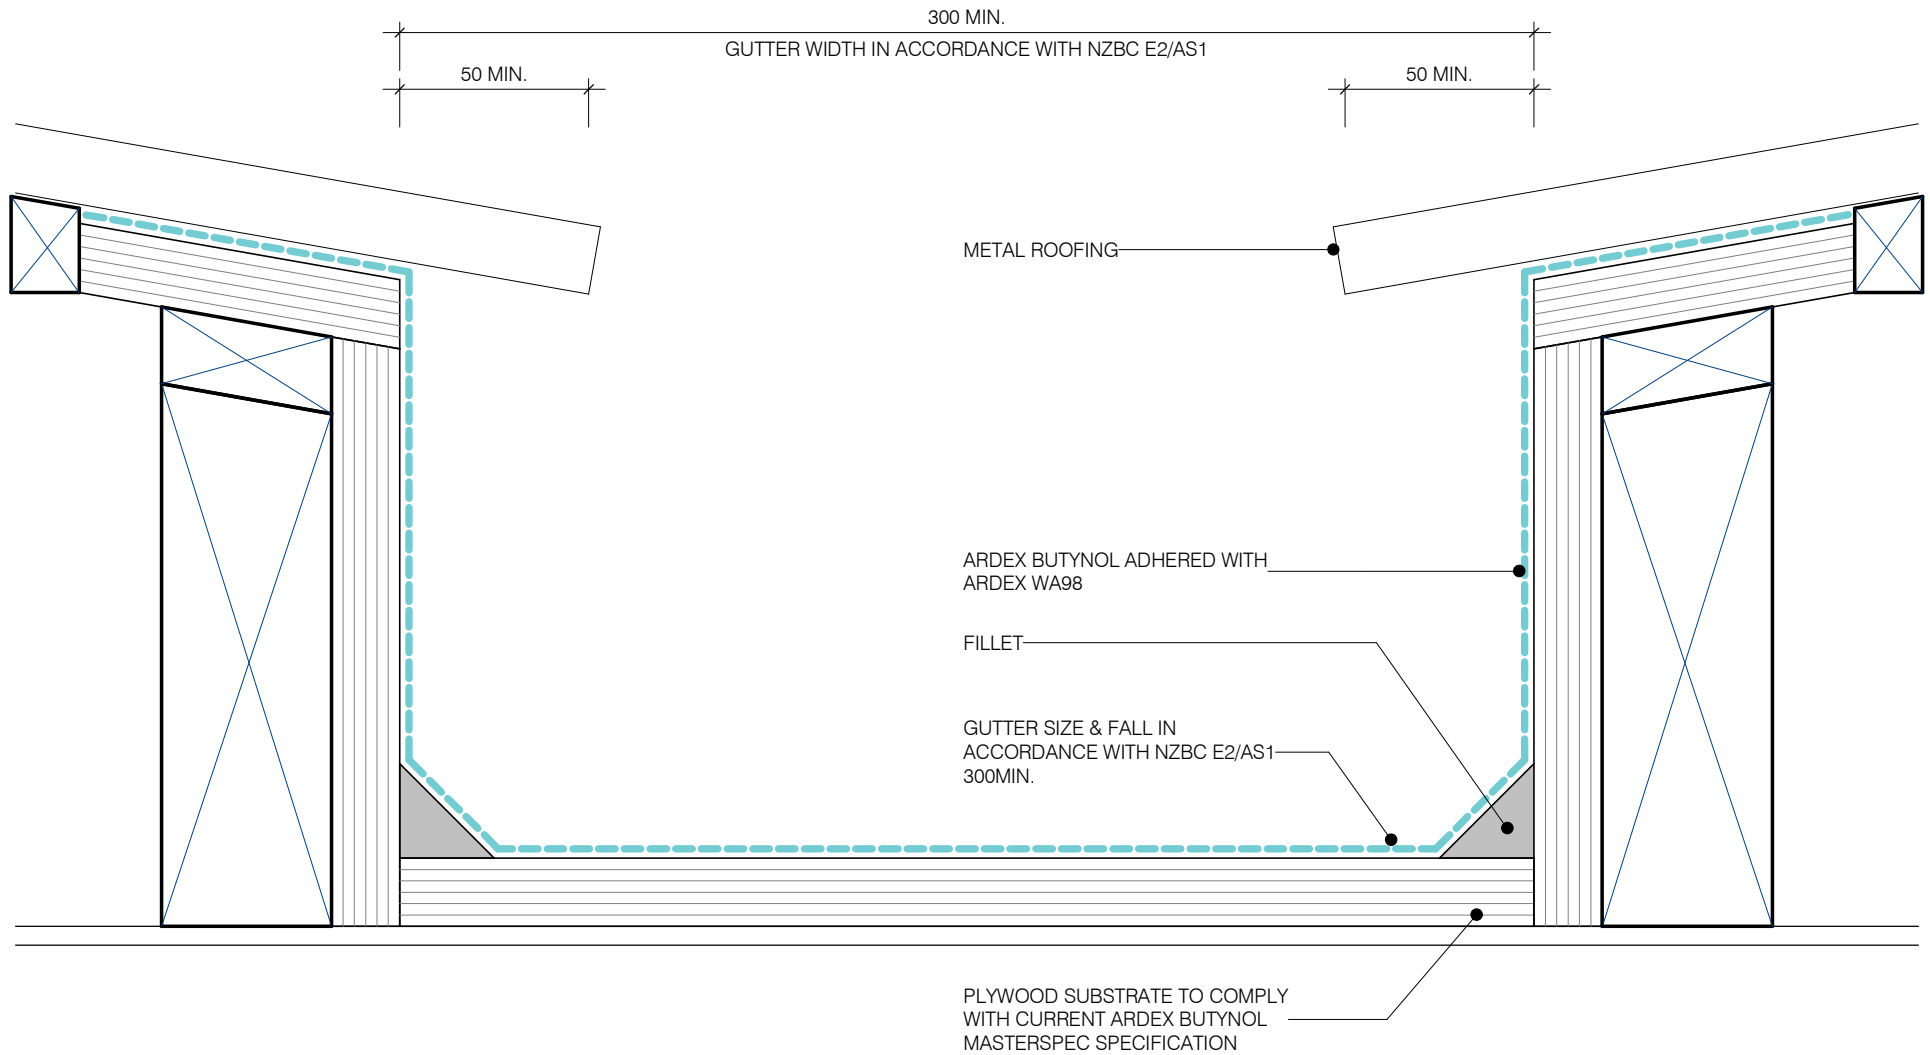 300 MIN.
GUTTER WIDTH IN ACCORDANCE WITH NZBC E2/AS1
50 MIN.
50 MIN.
METAL ROOFING
ARDEX BUTYNOL ADHERED WITH
ARDEX WA98
FILLET
GUTTER SIZE & FALL IN
ACCORDANCE WITH NZBC E2/AS1
300MIN.
PLYWOOD SUBSTRATE TO COMPLY
WITH CURRENT ARDEX BUTYNOL
MASTERSPEC SPECIFICATION